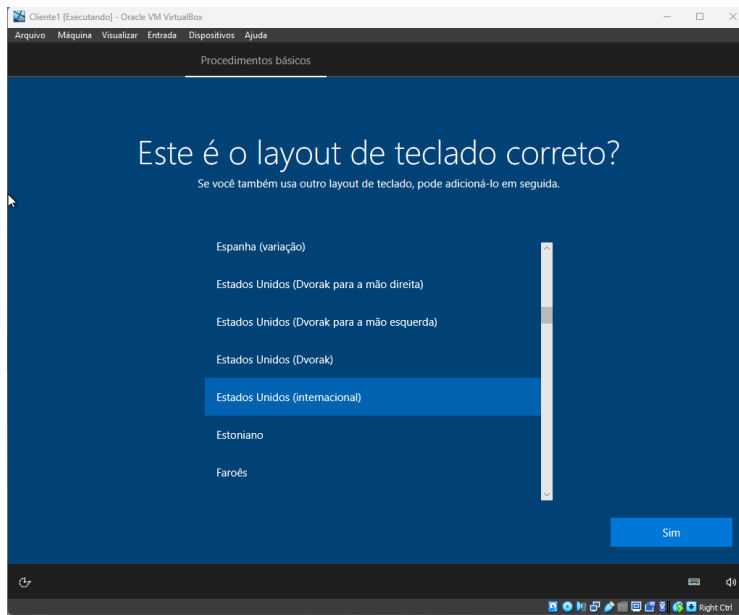 Cliente1 [Executando] - Oracle VM VirtualBox
Arquivo Máquina Visualizar Entrada Dispositivos Ajuda
Procedimentos básicos
Este é o layout de teclado correto?
Se você também usa outro layout de teclado, pode adicioná-lo em seguida.
Espanha (variação)
Estados Unidos (Dvorak para a mão direita)
Estados Unidos (Dvorak para a mão esquerda)
Estados Unidos (Dvorak)
Estados Unidos (internacional)
Estoniano
Faroês
Sim
Right Ctrl